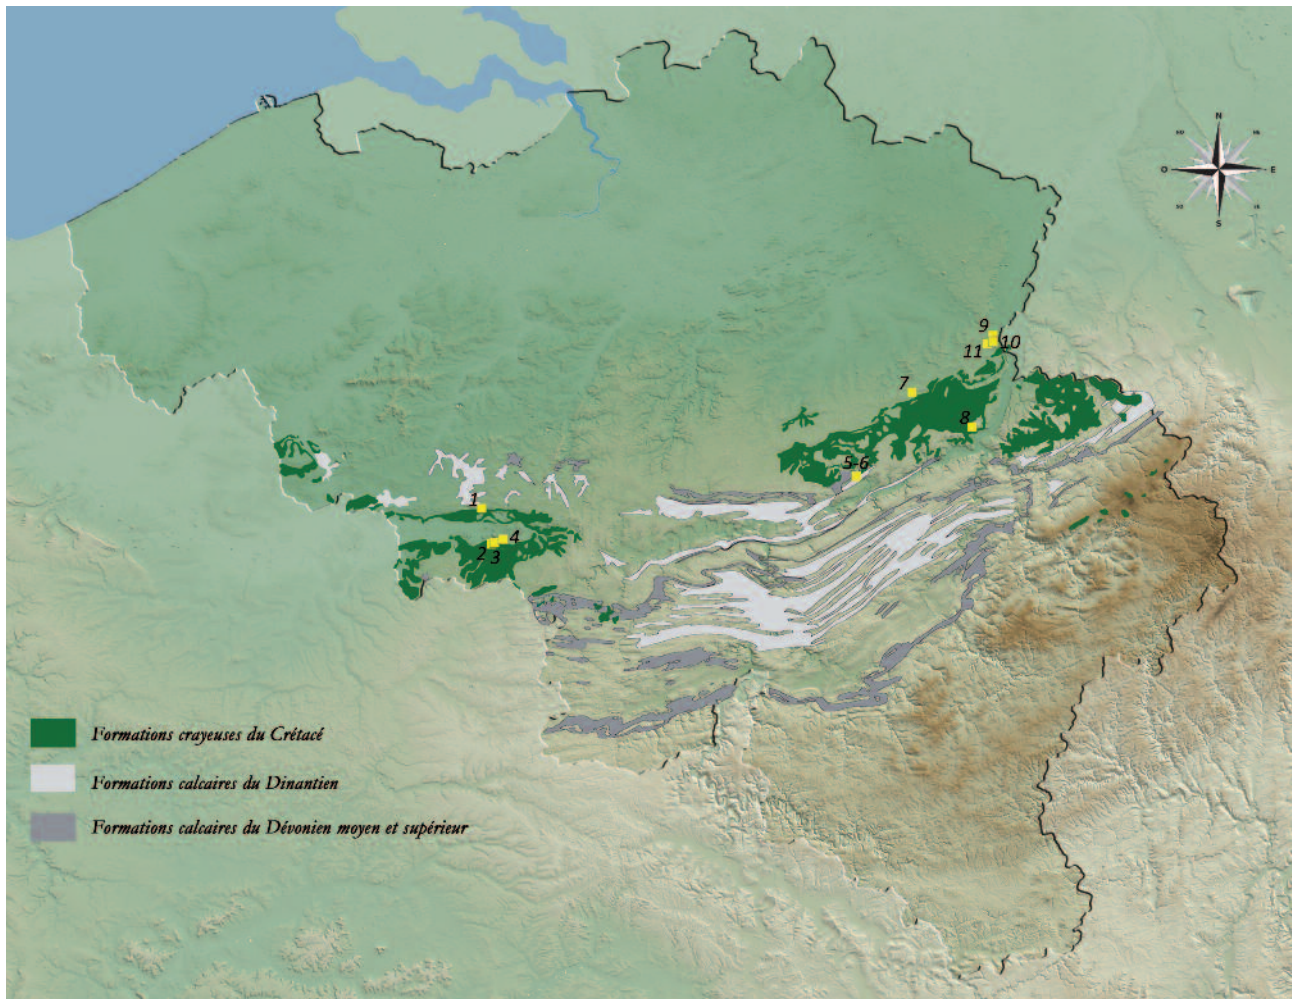 N
O
E
S
9
10
11
7
8
5-6
1
4
2
3
Formations crayeuses du Crétacé
Formations calcaires du Dinantien
Formations calcaires du Dévonien moyen et supérieur